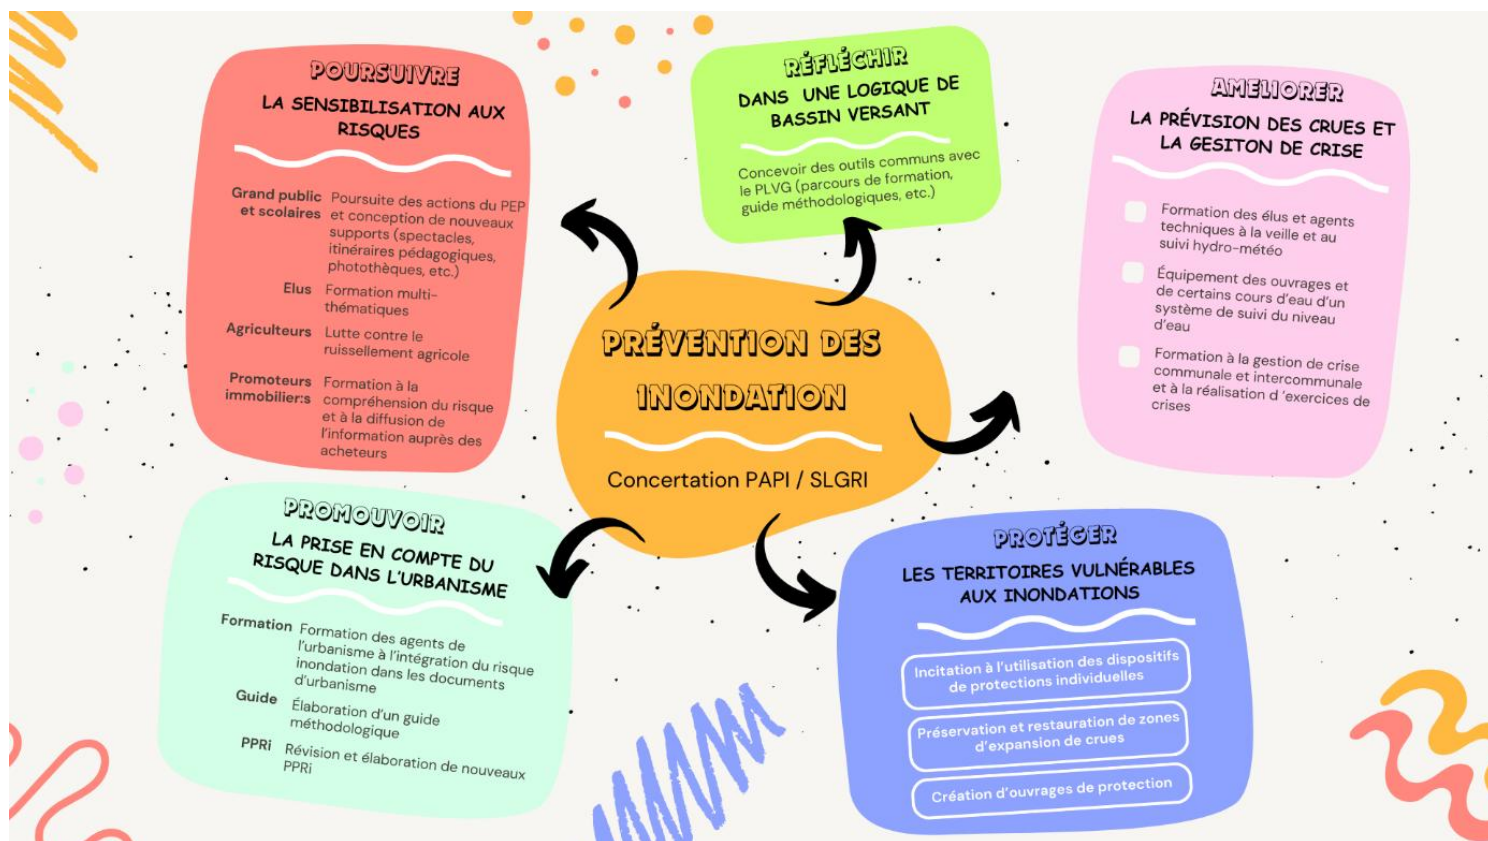 POURSUIVRE
LA SENSIBILISATION AUX
RISQUES
Grand public
et scolaires
Poursuite des actions du PEP
et conception de nouveaux
supports (spectacles,
itinéraires pédagogiques,
photothèques, etc.)
Elus
Formation multi-
thématiques
Agriculteurs
Lutte contre le
ruissellement agricole
Promoteurs
immobilier:s
Formation à la
compréhension du risque
et à la diffusion de
l'information auprès des
acheteurs
RÉFLÉCHIR
DANS UNE LOGIQUE DE
BASSIN VERSANT
Concevoir des outils communs avec
le PLVG (parcours de formation,
guide méthodologiques, etc.)
AMELIORER
LA PRÉVISION DES CRUES ET
LA GESITON DE CRISE
Formation des élus et agents
techniques à la veille et au
suivi hydro-météo
Équipement des ouvrages et
de certains cours d'eau d'un
système de suivi du niveau
d'eau
Formation à la gestion de crise
communale et intercommunale
et à la réalisation d 'exercices de
crises
PRÉVENTION DES
INONDATION
Concertation PAPI / SLGRI
PROMOUVOIR
LA PRISE EN COMPTE DU
RISQUE DANS L'URBANISME
Formation
Formation des agents de
l'urbanisme à l'intégration du risque
inondation dans les documents
d'urbanisme
Guide
Élaboration d'un guide
méthodologique
PPRi
Révision et élaboration de nouveaux
PPRi
PROTÉGER
LES TERRITOIRES VULNÉRABLES
AUX INONDATIONS
Incitation à l'utilisation des dispositifs
de protections individuelles
Préservation et restauration de zones
d'expansion de crues
Création d'ouvrages de protection